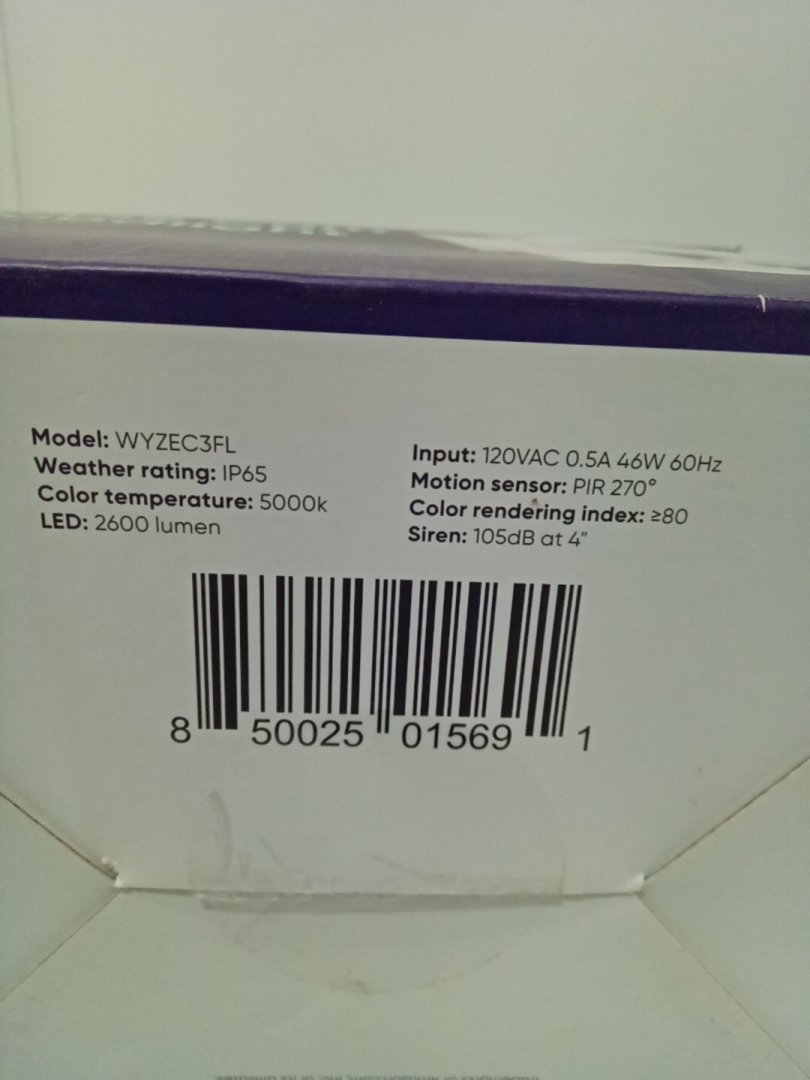 Model: WYZEC3FL
Weather rating: IP65
Color temperature: 5000k
LED: 2600 lumen
Input: 120VAC 0.5A 46W 60Hz
Motion sensor: PIR 270°
Color rendering index: ≥80
Siren: 105dB at 4"
8 50025 01569 1